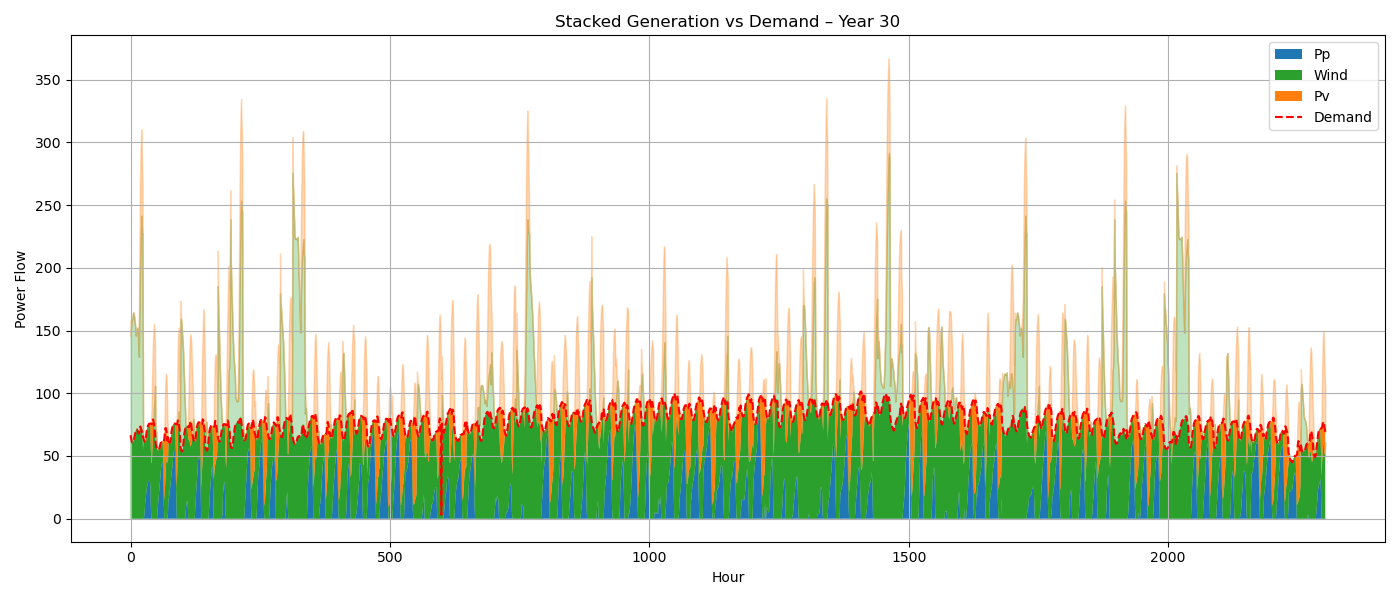 Stacked Generation vs Demand – Year 30
Pp
Wind
Pv
Demand
350
300
250
200
150
100
50
0
Power Flow
0 500 1000 1500 2000
Hour